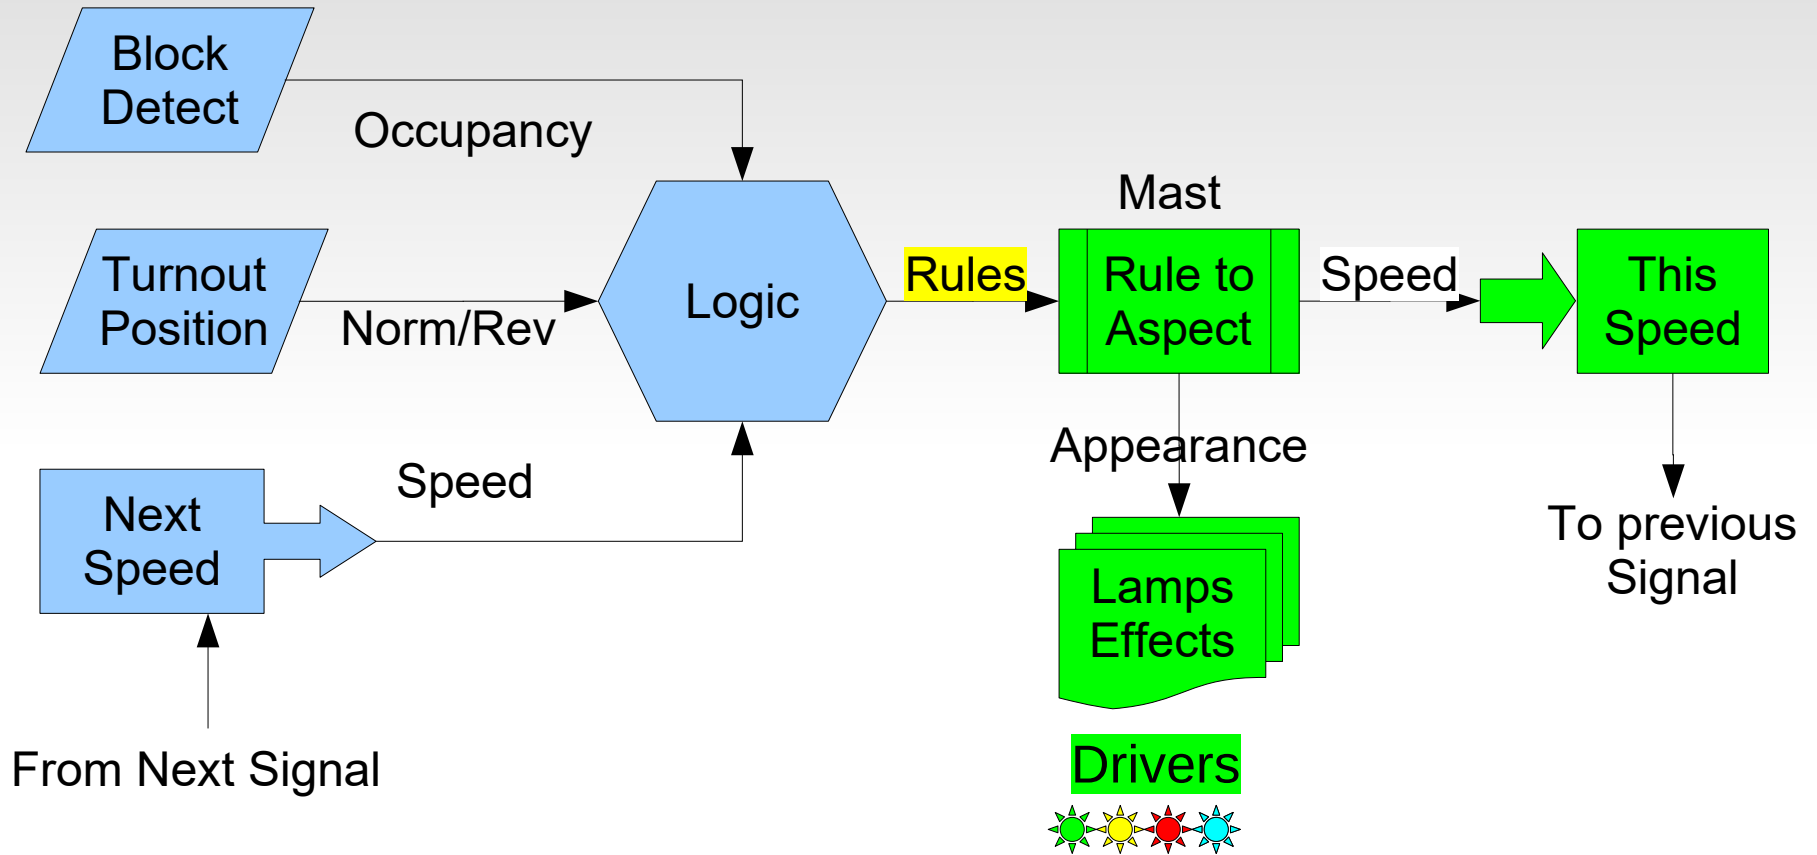 Block
Detect
Occupancy
Mast
Turnout
Position
Norm/Rev
Logic
Rules
Rule to
Aspect
Speed
This
Speed
Appearance
Next
Speed
Speed
To previous
Signal
Lamps
Effects
From Next Signal
Drivers